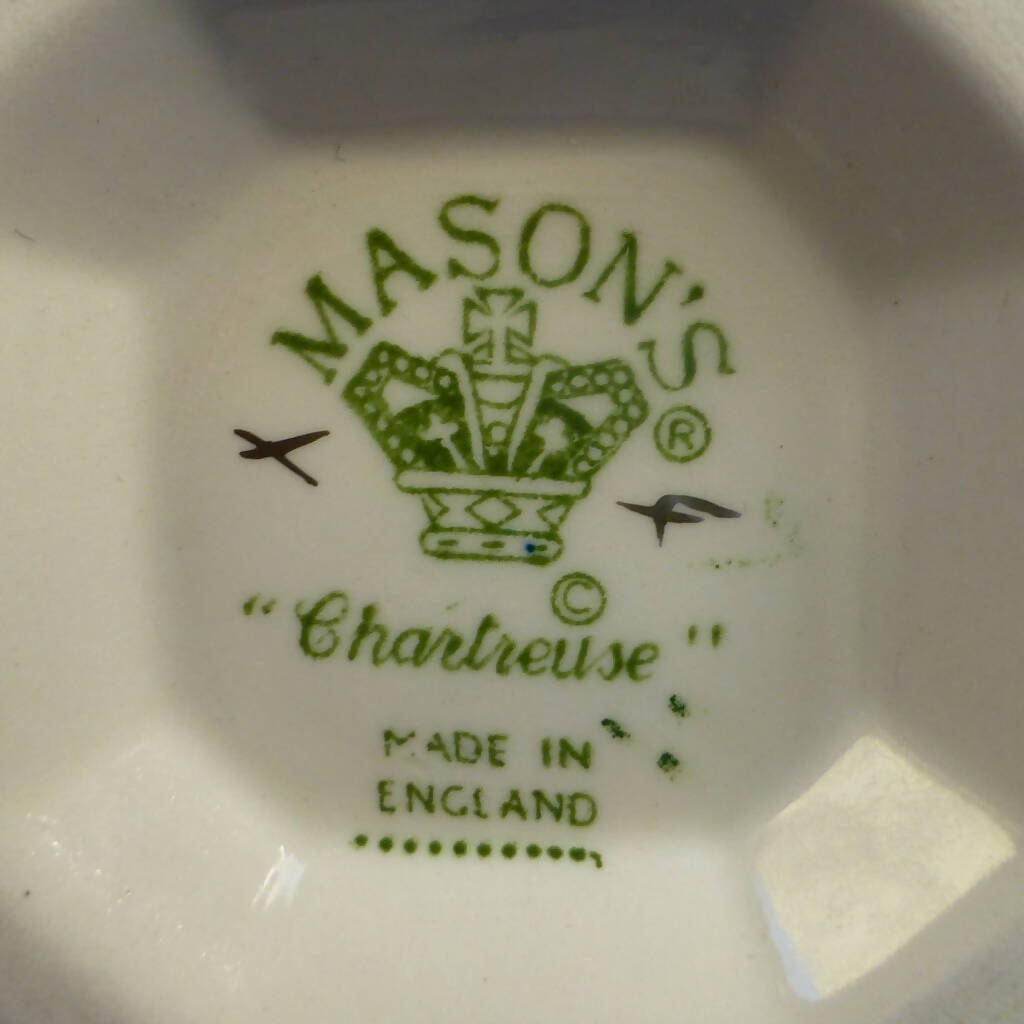 MASON'S
®
©
"Chartreuse"
MADE IN
ENGLAND